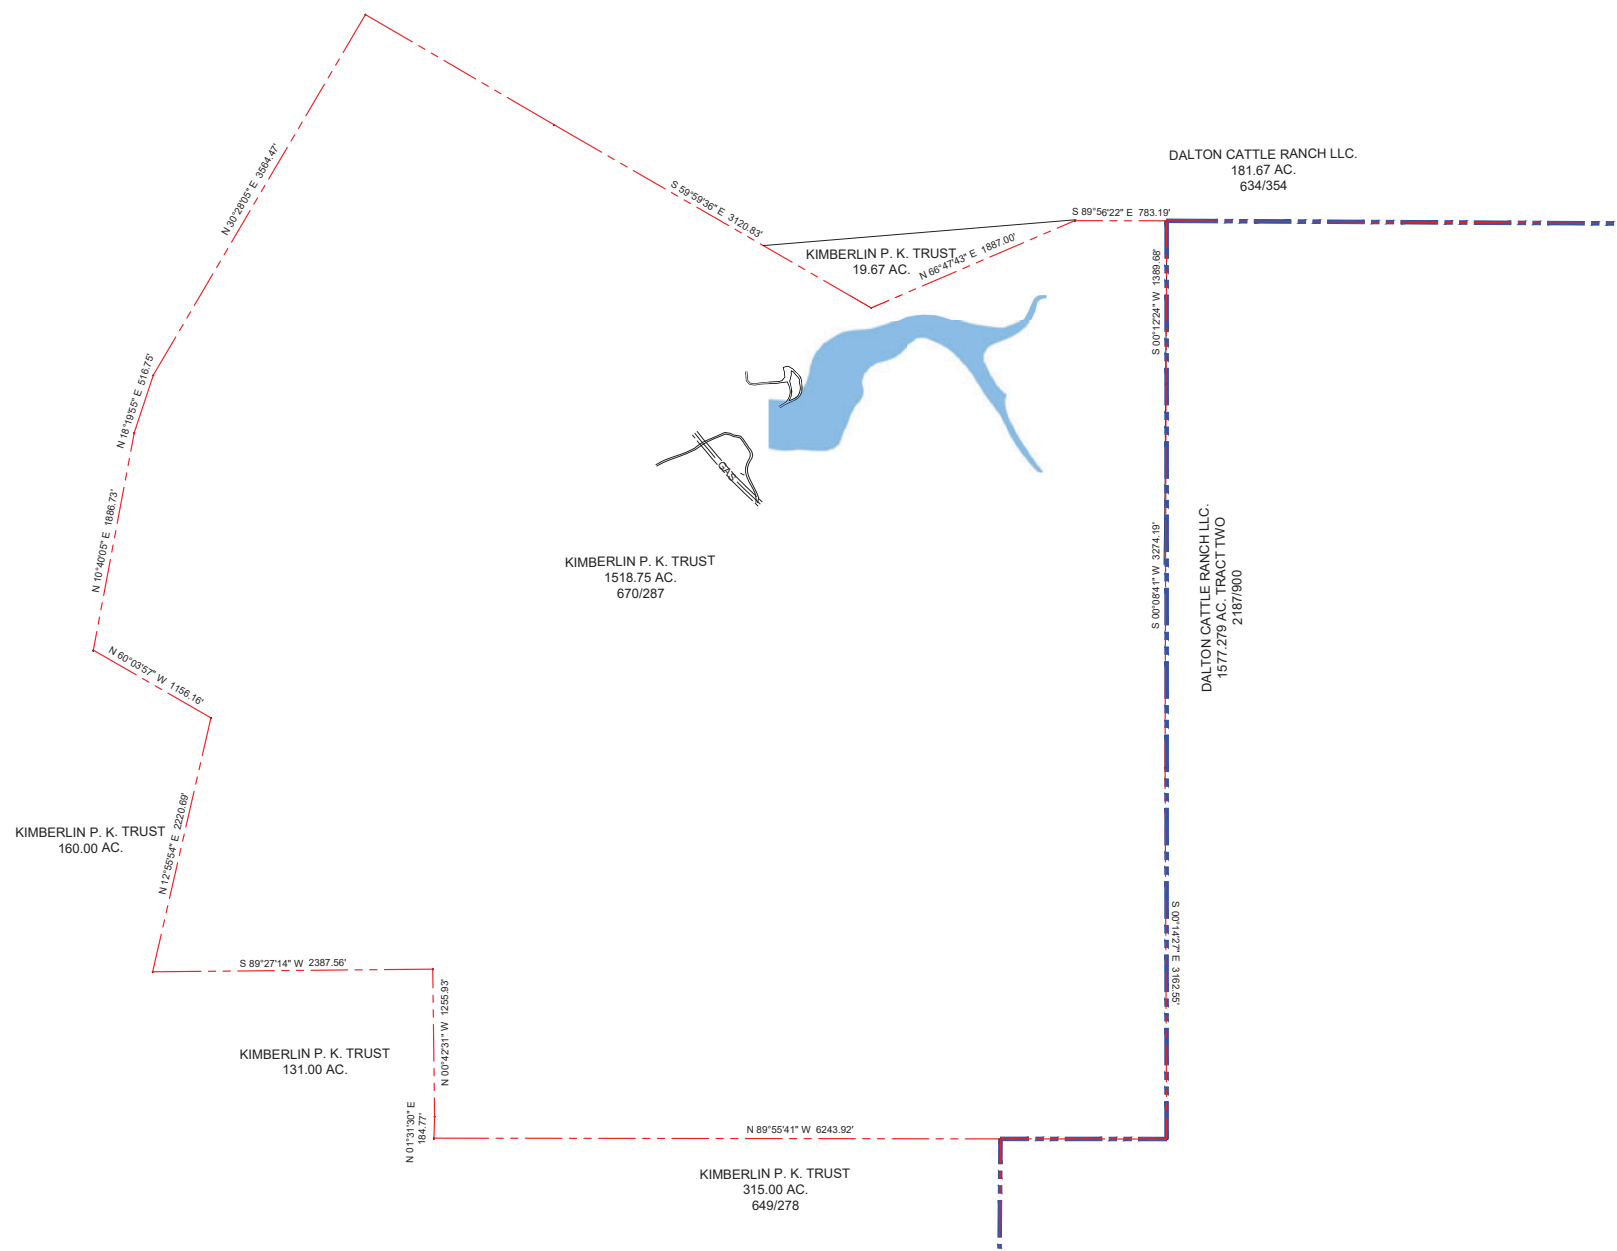 N 30°28'05" E 3564.47'
DALTON CATTLE RANCH LLC.
181.67 AC.
634/354
S 59°59'36" E 3120.83'
S 89°56'22" E 783.19'
KIMBERLIN P. K. TRUST
19.67 AC.
N 66°47'43" E 1887.00'
S 00°12'24" W 1389.68'
N 18°19'55" E 516.75'
GAS
N 10°40'05" E 1886.73'
KIMBERLIN P. K. TRUST
1518.75 AC.
670/287
S 00°08'41" W 3274.19'
DALTON CATTLE RANCH LLC.
1577.279 AC. TRACT TWO
2187/900
N 60°03'57" W 1156.16'
KIMBERLIN P. K. TRUST
160.00 AC.
N 12°55'54" E 2220.69'
S 89°27'14" W 2387.56'
S 00°14'27" E 3162.55'
N 00°42'31" W 1255.93'
KIMBERLIN P. K. TRUST
131.00 AC.
N 01°31'30" E
184.77'
N 89°55'41" W 6243.92'
KIMBERLIN P. K. TRUST
315.00 AC.
649/278